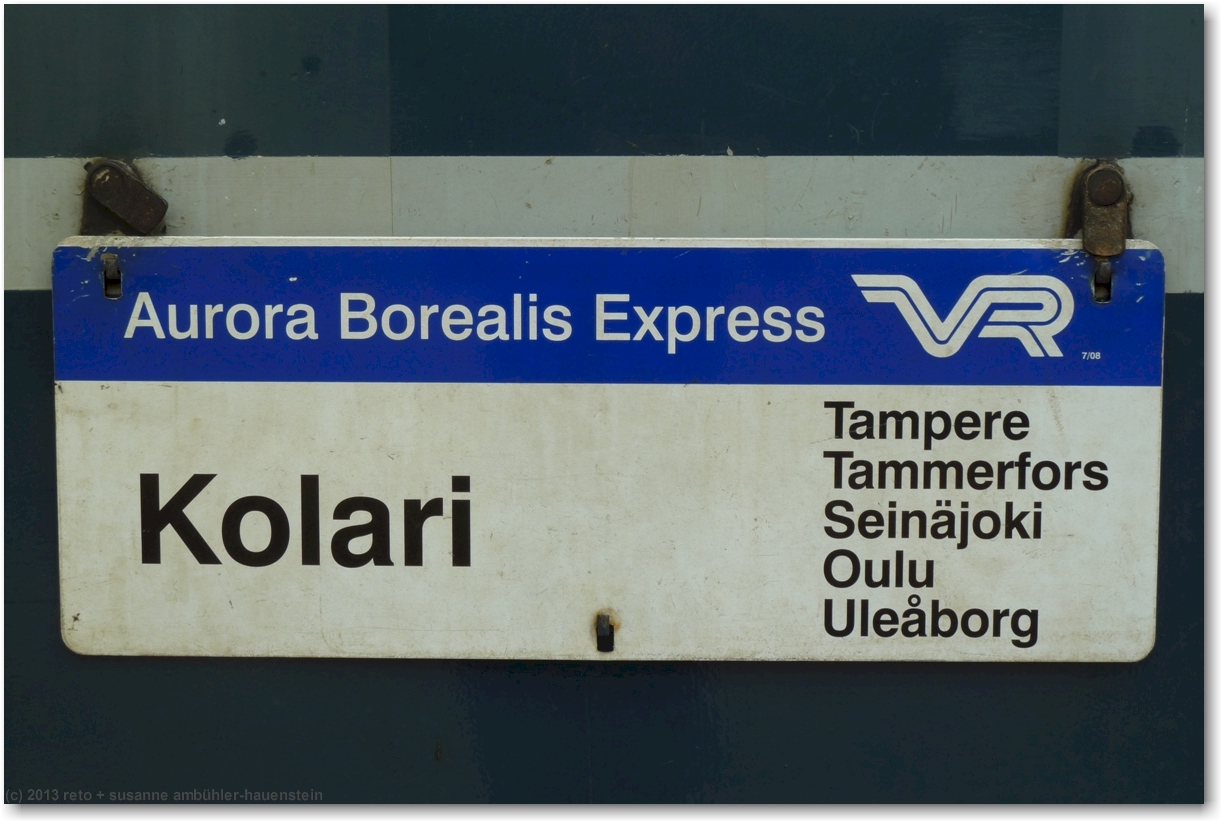 Aurora Borealis Express
VR
7/08
Kolari
Tampere
Tammerfors
Seinäjoki
Oulu
Uleåborg
(c) 2013 reto + susanne ambühler-hauenstein